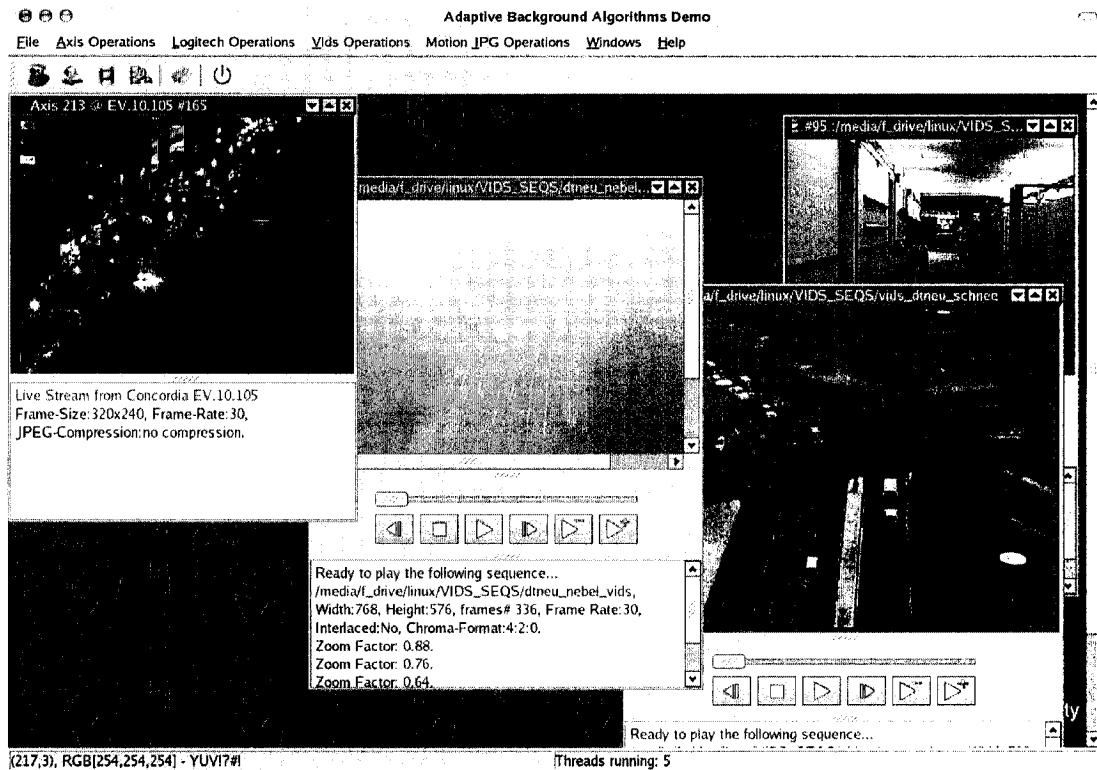 Adaptive Background Algorithms Demo
File Axis Operations Logitech Operations Vids Operations Motion JPG Operations Windows Help
Axis 213 @ EV.10.105 #165
#95 :/media/f_drive/linux/VIDS_S...
media/f_drive/linux/VIDS_SEQS/dtneu_nebel...
a/f_drive/linux/VIDS_SEQS/vids_dtneu_schnee
Live Stream from Concordia EV.10.105
Frame-Size:320x240, Frame-Rate:30,
JPEG-Compression:no compression.
Ready to play the following sequence...
/media/f_drive/linux/VIDS_SEQS/dtneu_nebel_vids,
Width:768, Height:576, frames# 336, Frame Rate:30,
Interlaced:No, Chroma-Format:4:2:0.
Zoom Factor: 0.88.
Zoom Factor: 0.76.
Zoom Factor: 0.64.
ty
Ready to play the following sequence...
(217,3), RGB[254,254,254] - YUV!?#!
Threads running: 5